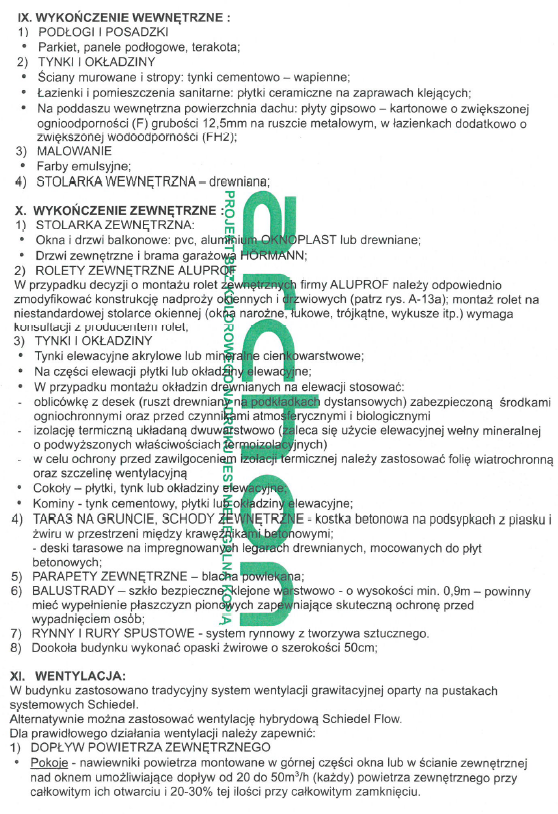 IX. WYKOŃCZENIE WEWNĘTRZNE :
1) PODŁOGI I POSADZKI
• Parkiet, panele podłogowe, terakota;
2) TYNKI I OKŁADZINY
• Ściany murowane i stropy: tynki cementowo – wapienne;
• Łazienki i pomieszczenia sanitarne: płytki ceramiczne na zaprawach klejących;
• Na poddaszu wewnętrzna powierzchnia dachu: płyty gipsowo – kartonowe o zwiększonej
ognioodporności (F) grubości 12,5mm na ruszcie metalowym, w łazienkach dodatkowo o
zwiększonej wodoodporności (FH2);
3) MALOWANIE
• Farby emulsyjne;
4) STOLARKA WEWNĘTRZNA – drewniana;
X. WYKOŃCZENIE ZEWNĘTRZNE :
1) STOLARKA ZEWNĘTRZNA:
• Okna i drzwi balkonowe: pvc, aluminium OKNOPLAST lub drewniane;
• Drzwi zewnętrzne i brama garażowa HÖRMANN;
2) ROLETY ZEWNĘTRZNE ALUPROF
W przypadku decyzji o montażu rolet zewnętrznych firmy ALUPROF należy odpowiednio
zmodyfikować konstrukcję nadproży okiennych i drzwiowych (patrz rys. A-13a); montaż rolet na
niestandardowej stolarce okiennej (okna narożne, łukowe, trójkątne, wykusze itp.) wymaga
konsultacji z producentem rolet;
3) TYNKI I OKŁADZINY
• Tynki elewacyjne akrylowe lub mineralne cienkowarstwowe;
• Na części elewacji płytki lub okładziny elewacyjne;
• W przypadku montażu okładzin drewnianych na elewacji stosować:
- oblicówkę z desek (ruszt drewniany na podkładkach dystansowych) zabezpieczoną środkami
ogniochronnymi oraz przed czynnikami atmosferycznymi i biologicznymi
- izolację termiczną układaną dwuwarstwowo (zaleca się użycie elewacyjnej wełny mineralnej
o podwyższonych właściwościach termoizolacyjnych)
- w celu ochrony przed zawilgoceniem izolacji termicznej należy zastosować folię wiatrochronną
oraz szczelinę wentylacyjną
• Cokoły – płytki, tynk lub okładziny elewacyjne;
• Kominy - tynk cementowy, płytki lub okładziny elewacyjne;
4) TARAS NA GRUNCIE, SCHODY ZEWNĘTRZNE - kostka betonowa na podsypkach z piasku i
żwiru w przestrzeni między krawężnikami betonowymi;
- deski tarasowe na impregnowanych legarach drewnianych, mocowanych do płyt
betonowych;
5) PARAPETY ZEWNĘTRZNE – blacha powlekana;
6) BALUSTRADY – szkło bezpieczne, klejone warstwowo - o wysokości min. 0,9m – powinny
mieć wypełnienie płaszczyzn pionowych zapewniające skuteczną ochronę przed
wypadnięciem osób;
7) RYNNY I RURY SPUSTOWE - system rynnowy z tworzywa sztucznego.
8) Dookoła budynku wykonać opaski żwirowe o szerokości 50cm;
XI. WENTYLACJA:
W budynku zastosowano tradycyjny system wentylacji grawitacyjnej oparty na pustakach
systemowych Schiedel.
Alternatywnie można zastosować wentylację hybrydową Schiedel Flow.
Dla prawidłowego działania wentylacji należy zapewnić:
1) DOPŁYW POWIETRZA ZEWNĘTRZNEGO
• Pokoje - nawiewniki powietrza montowane w górnej części okna lub w ścianie zewnętrznej
nad oknem umożliwiające dopływ od 20 do 50m³/h (każdy) powietrza zewnętrznego przy
całkowitym ich otwarciu i 20-30% tej ilości przy całkowitym zamknięciu.
archon